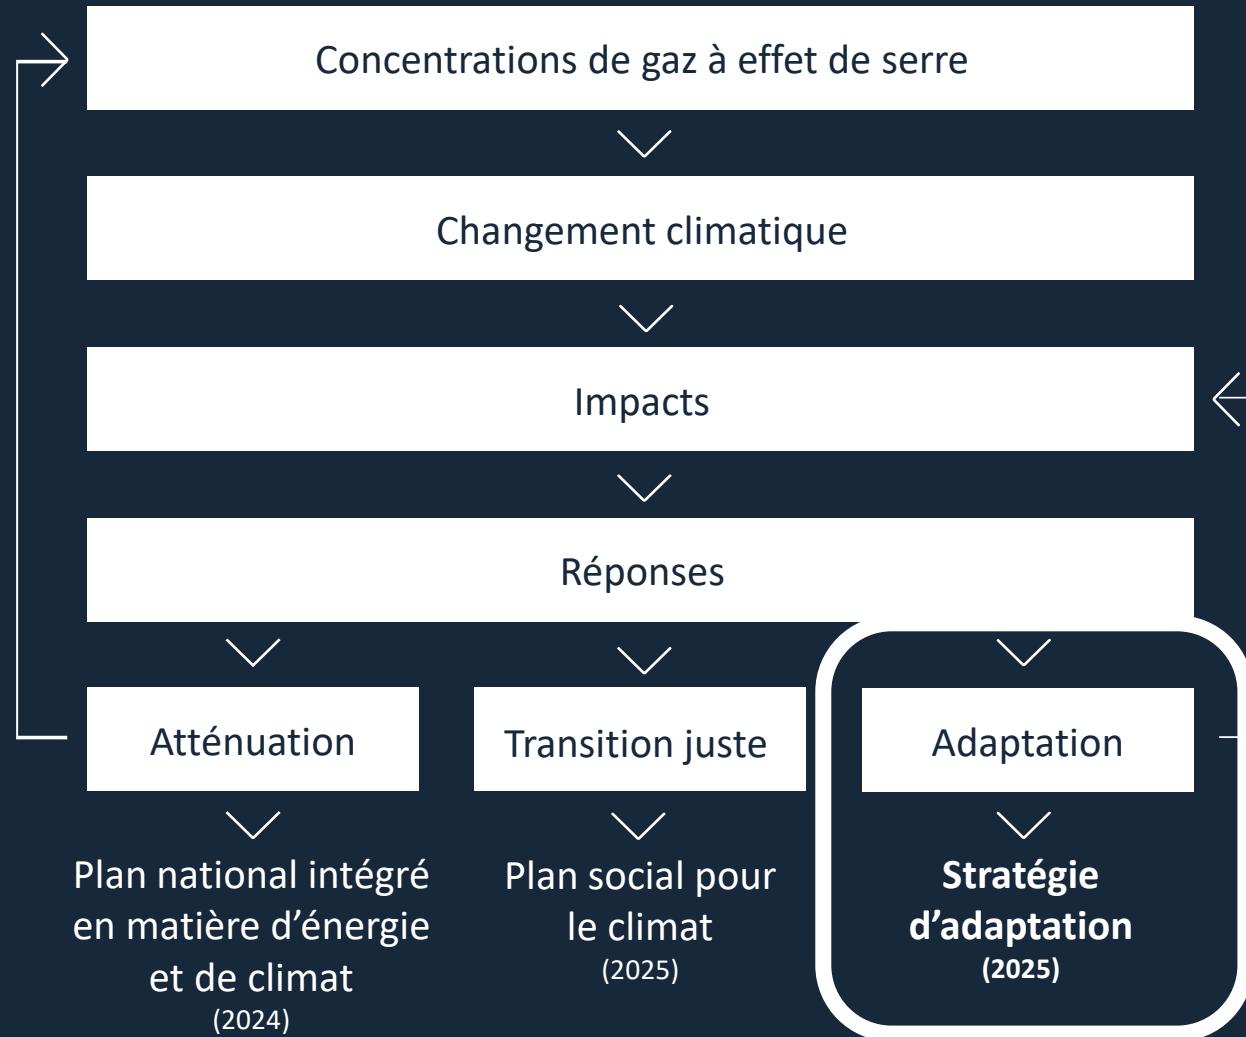 Concentrations de gaz à effet de serre
Changement climatique
Impacts
Réponses
Atténuation
Transition juste
Adaptation
Plan national intégré
en matière d’énergie
et de climat
(2024)
Plan social pour
le climat
(2025)
Stratégie
d’adaptation
(2025)